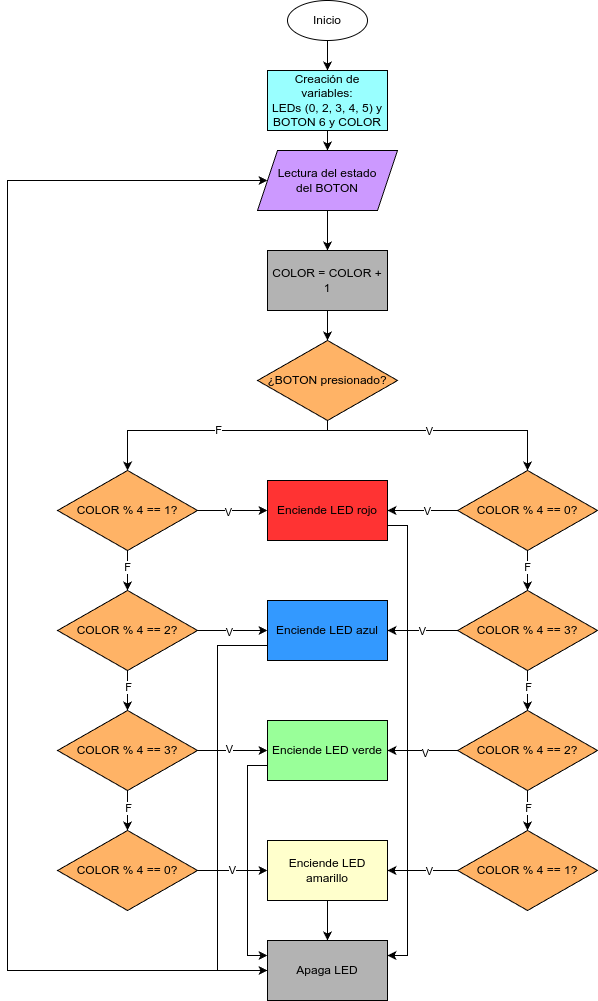 Inicio
Creación de
variables:
LEDs (0, 2, 3, 4, 5) y
BOTON 6 y COLOR
Lectura del estado
del BOTON
COLOR = COLOR +
1
¿BOTON presionado?
F
V
COLOR % 4 == 1?
V
Enciende LED rojo
V
COLOR % 4 == 0?
F
F
COLOR % 4 == 2?
V
Enciende LED azul
V
COLOR % 4 == 3?
F
F
COLOR % 4 == 3?
V
Enciende LED verde
V
COLOR % 4 == 2?
F
F
COLOR % 4 == 0?
V
Enciende LED
amarillo
V
COLOR % 4 == 1?
Apaga LED